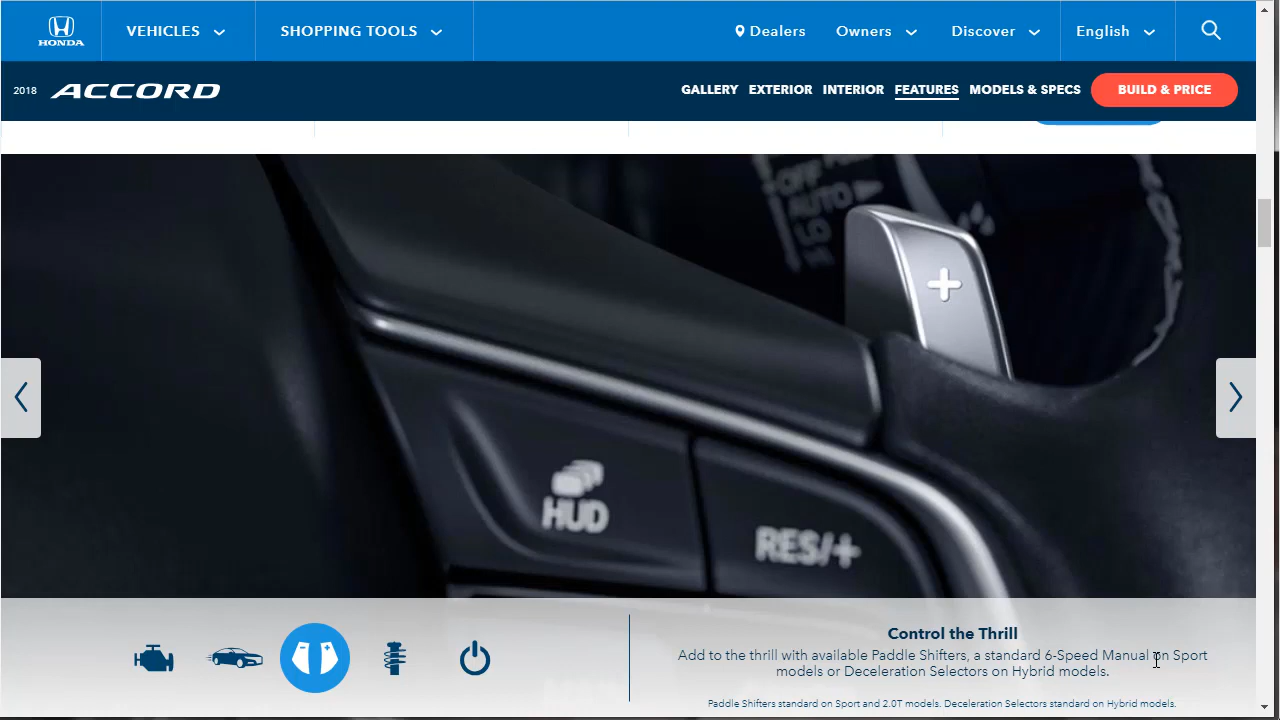 HONDA
VEHICLES
SHOPPING TOOLS
Dealers
Owners
Discover
English
2018 ACCORD
GALLERY
EXTERIOR
INTERIOR
FEATURES
MODELS & SPECS
BUILD & PRICE
OFF
AUTO
+
HUD
RES/+
Control the Thrill
Add to the thrill with available Paddle Shifters, a standard 6-Speed Manual on Sport
models or Deceleration Selectors on Hybrid models.
Paddle Shifters standard on Sport and 2.0T models. Deceleration Selectors standard on Hybrid models.